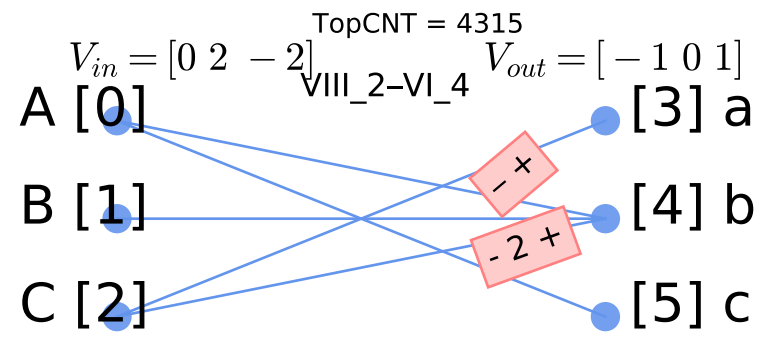 TopCNT = 4315
V_in = [0 2 − 2] V_out = [− 1 0 1]
VIII_2–VI_4
A [0] [3] a
- +
B [1] [4] b
- 2 +
C [2] [5] c